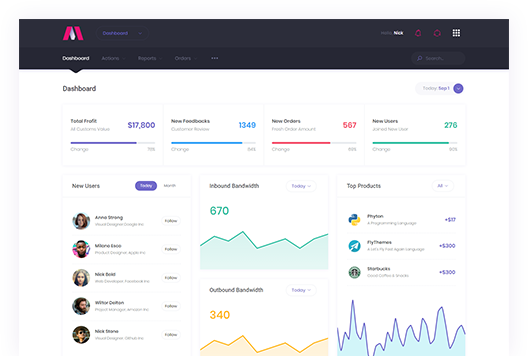 Dashboard
Hello, Nick
Dashboard
Actions
Reports
Orders
Search...
Dashboard
Today: Sep 1
Total Frofit
All Customs Value
$17,800
Change
78%
New Feedbacks
Customer Review
1349
Change
84%
New Orders
Fresh Order Amount
567
Change
69%
New Users
Joined New User
276
Change
90%
New Users
Today
Month
Anna Strong
Visual Designer, Google Inc
Follow
Milano Esco
Product Designer, Apple Inc
Follow
Nick Bold
Web Developer, Facebook Inc
Follow
Wiltor Delton
Project Manager, Amazon Inc
Follow
Nick Stone
Visual Designer, GitHub Inc
Follow
Inbound Bandwidth
Today
670
Outbound Bandwidth
Today
340
Top Products
All
Phyton
A Programming Language
+$17
FlyThemes
A Let's Fly Fast Again Language
+$300
Starbucks
Good Coffee & Snacks
+$300